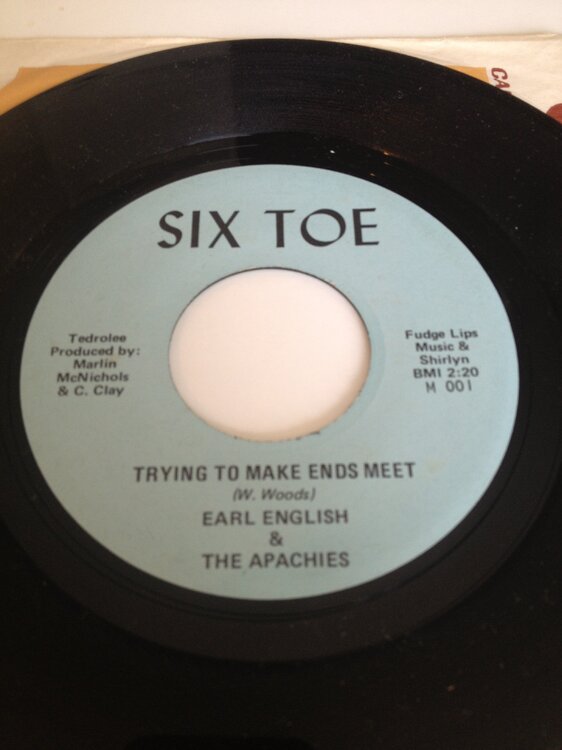 SIX TOE
Tedrolee
Produced by:
Marlin
McNichols
& C. Clay
Fudge Lips
Music &
Shirlyn
BMI 2:20
M 001
TRYING TO MAKE ENDS MEET
(W. Woods)
EARL ENGLISH
&
THE APACHIES